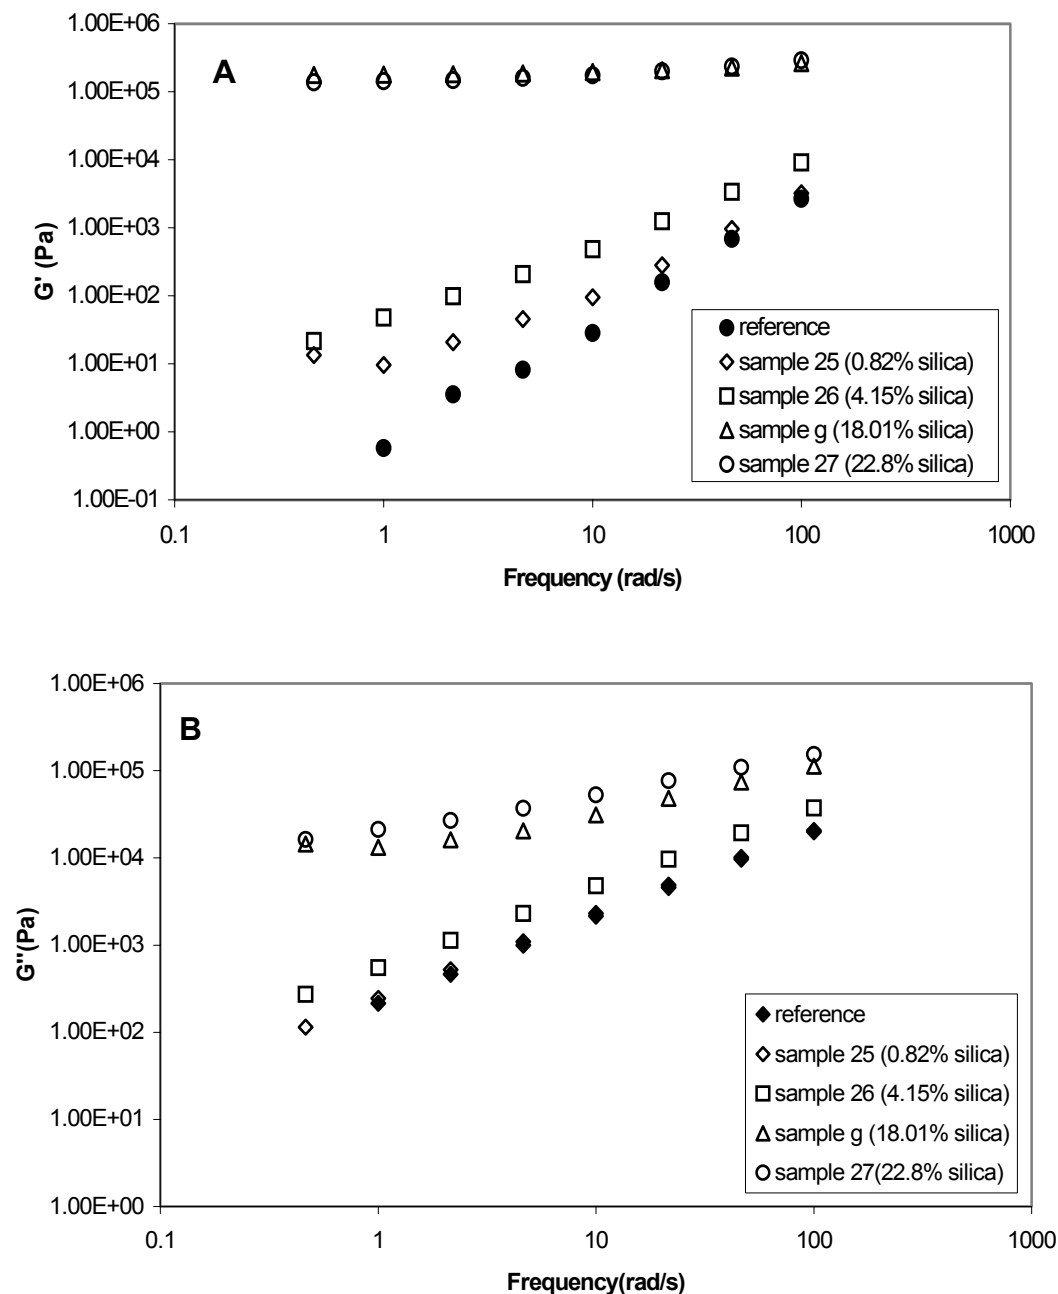 A
1.00E+06
1.00E+05
1.00E+04
1.00E+03
1.00E+02
1.00E+01
1.00E+00
1.00E-01
G' (Pa)
0.1 1 10 100 1000
Frequency (rad/s)
reference
sample 25 (0.82% silica)
sample 26 (4.15% silica)
sample g (18.01% silica)
sample 27 (22.8% silica)
B
1.00E+06
1.00E+05
1.00E+04
1.00E+03
1.00E+02
1.00E+01
1.00E+00
G"(Pa)
0.1 1 10 100 1000
Frequency(rad/s)
reference
sample 25 (0.82% silica)
sample 26 (4.15% silica)
sample g (18.01% silica)
sample 27(22.8% silica)